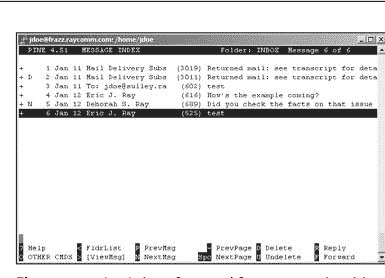 jdoe@frazz.raycomm.com: /home/jdoe
PINE 4.51 MESSAGE INDEX Folder: INBOX Message 6 of 6
+ 1 Jan 11 Mail Delivery Subs (3019) Returned mail: see transcript for deta
+ D 2 Jan 11 Mail Delivery Subs (3011) Returned mail: see transcript for deta
+ 3 Jan 11 To: jdoe@sulley.ra (602) test
+ 4 Jan 12 Eric J. Ray (616) How's the example coming?
+ N 5 Jan 12 Deborah S. Ray (689) Did you check the facts on that issue
+ 6 Jan 12 Eric J. Ray (525) test
? Help < FldrList P PrevMsg - PrevPage D Delete R Reply
O OTHER CMDS > [ViewMsg] N NextMsg Spc NextPage U Undelete F Forward